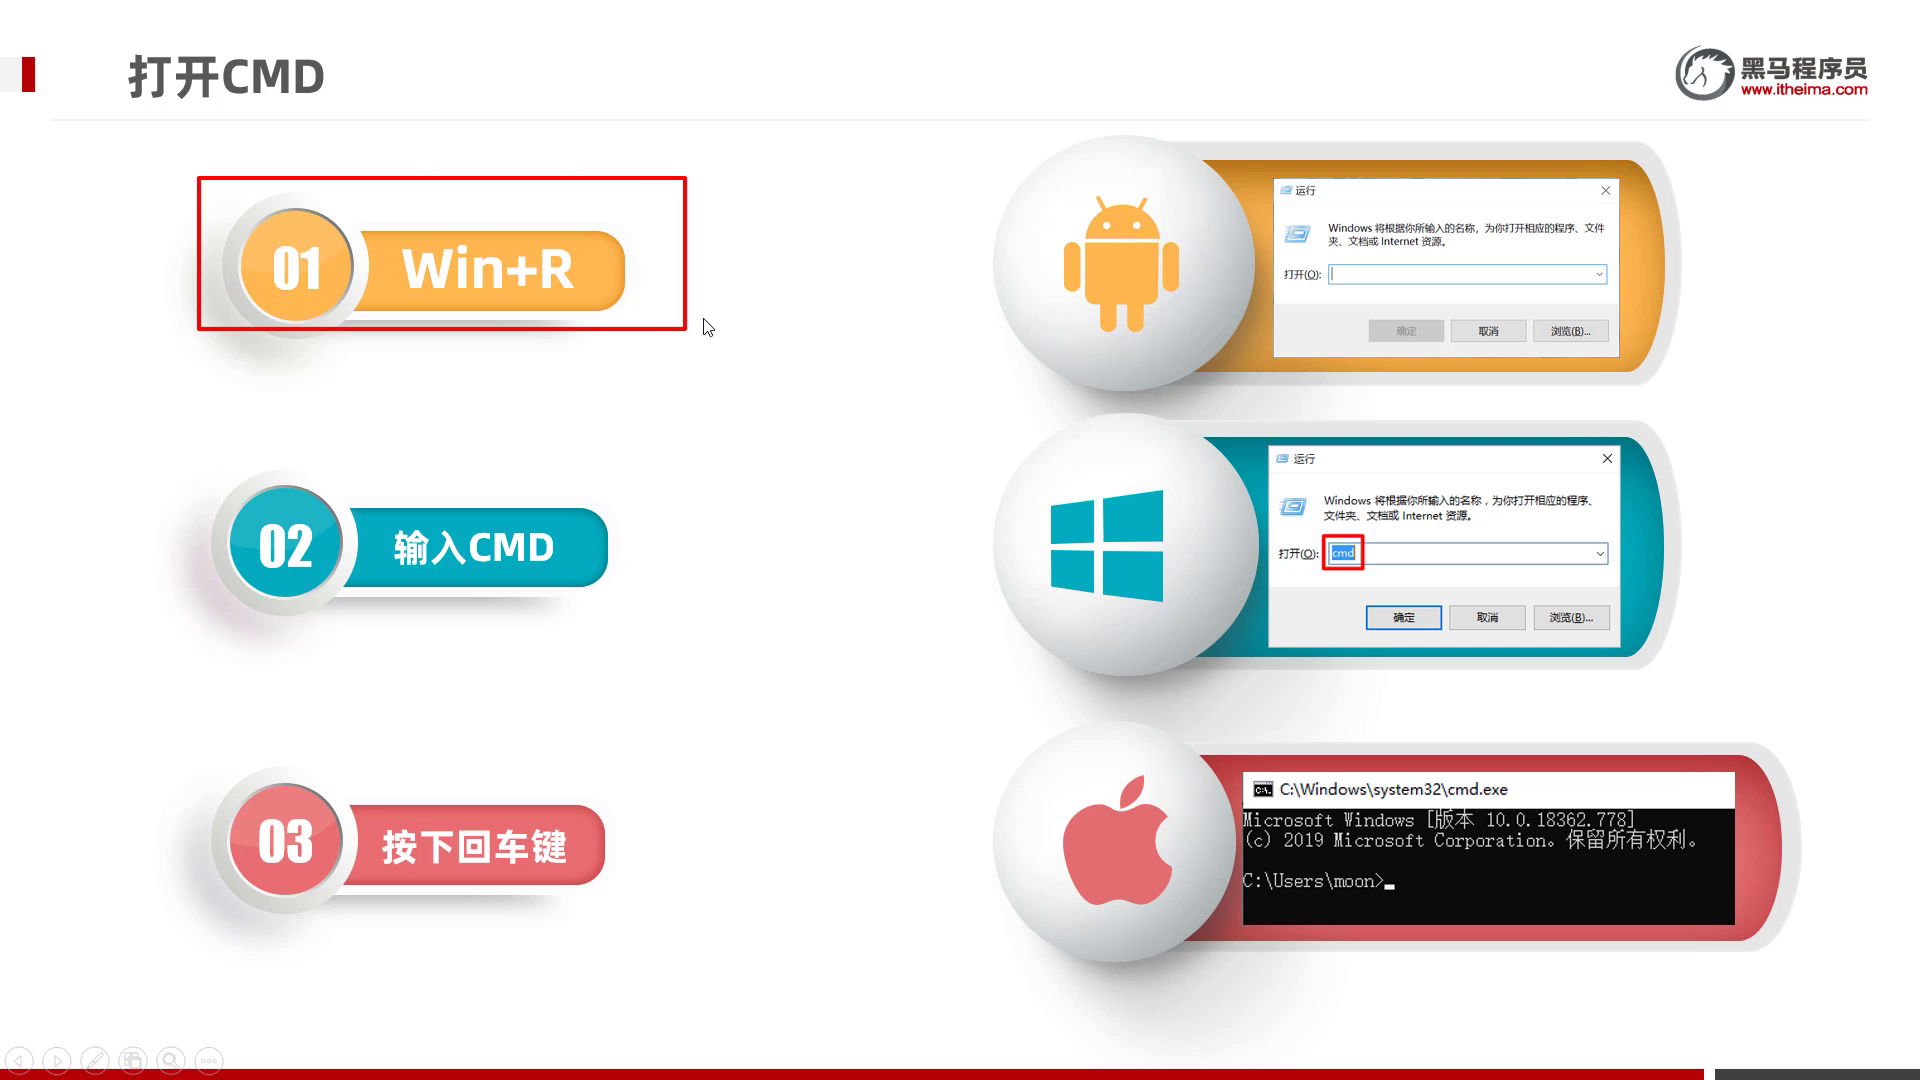 打开CMD
黑马程序员
www.itheima.com
01
Win+R
运行
Windows 将根据你所输入的名称，为你打开相应的程序、文件
夹、文档或 Internet 资源。
打开(O):
确定
取消
浏览(B)...
02
输入CMD
运行
Windows 将根据你所输入的名称，为你打开相应的程序、
文件夹、文档或 Internet 资源。
打开(O):
cmd
确定
取消
浏览(B)...
03
按下回车键
C:\Windows\system32\cmd.exe
Microsoft Windows [版本 10.0.18362.778]
(c) 2019 Microsoft Corporation。保留所有权利。
C:\Users\moon>